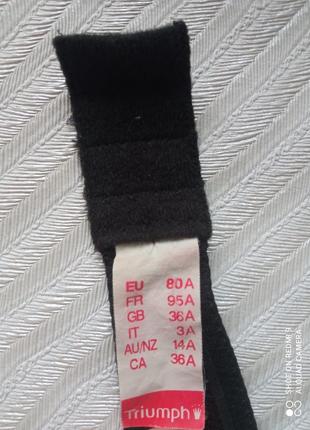 EU 80A
FR 95A
GB 36A
IT 3A
AU/NZ 14A
CA 36A
Triumph
SHOT ON REDMI 9
AI QUAD CAMERA